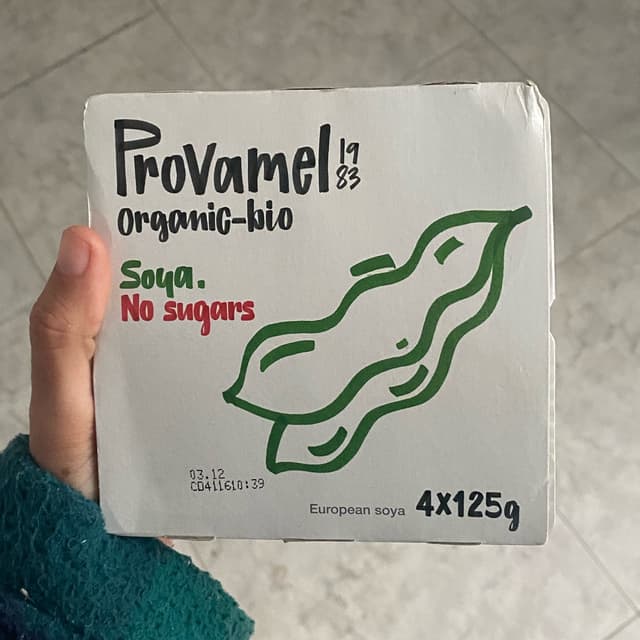 Provamel 19
83
organic-bio
Soya.
No sugars
03.12
CD411610:39
European soya 4x125g